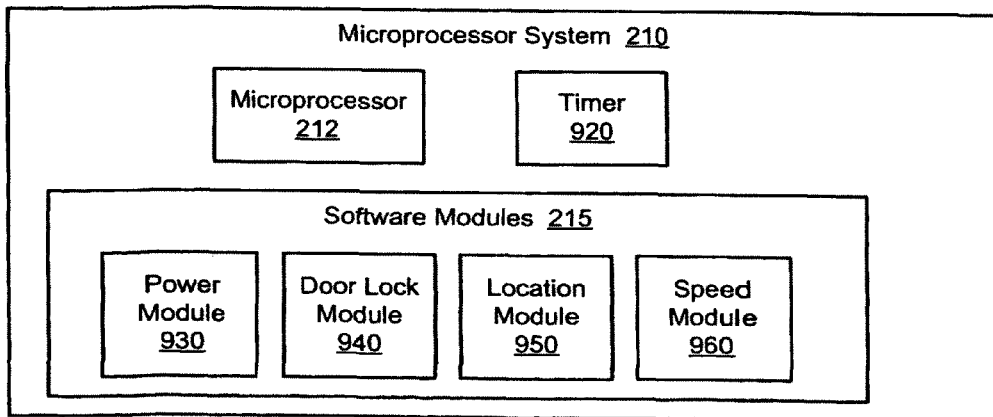 Microprocessor System 210
Microprocessor
212
Timer
920
Software Modules 215
Power
Module
930
Door Lock
Module
940
Location
Module
950
Speed
Module
960